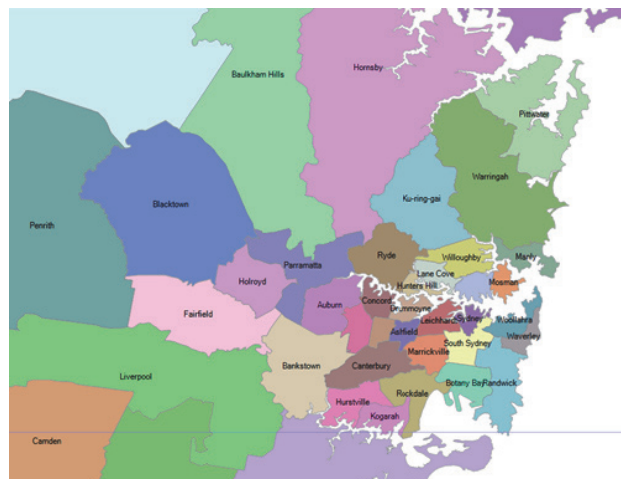 Baulkham Hills
Hornsby
Pittwater
Warringah
Ku-ring-gai
Blacktown
Penrith
Ryde
Willoughby
Manly
Parramatta
Lane Cove
Holroyd
Hunters Hill
Mosman
Auburn
Concord
Drummoyne
Fairfield
Leichhard
Sydney
Woollahra
Ashfield
Waverley
South Sydney
Marrickville
Bankstown
Canterbury
Liverpool
Botany Bay
Randwick
Rockdale
Hurstville
Kogarah
Camden